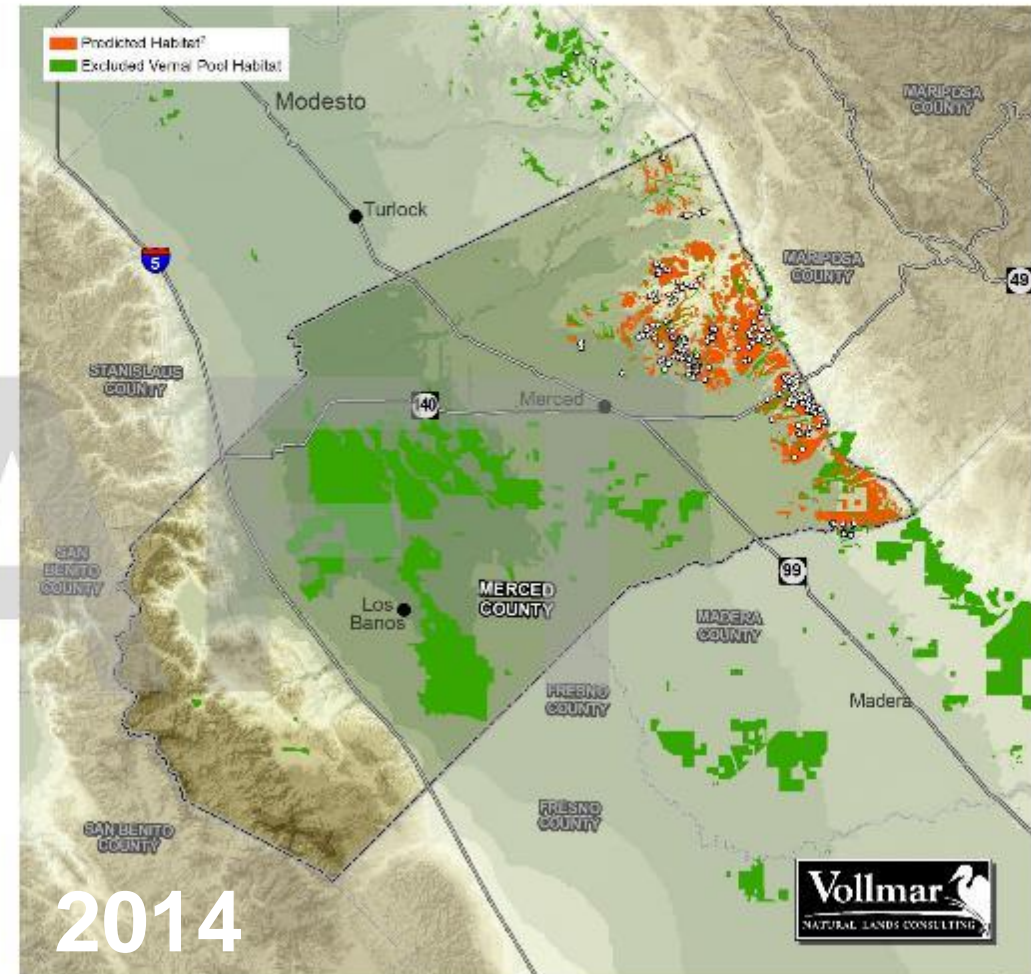 Predicted Habitat²
Excluded Vernal Pool Habitat
Modesto
MARIPOSA
COUNTY
Turlock
5
MARIPOSA
COUNTY
49
STANISLAUS
COUNTY
140
Merced
SAN
BENITO
COUNTY
MERCED
COUNTY
99
Los
Banos
MADERA
COUNTY
FRESNO
COUNTY
Madera
FRESNO
COUNTY
SAN BENITO
COUNTY
2014
Vollmar
NATURAL LANDS CONSULTING